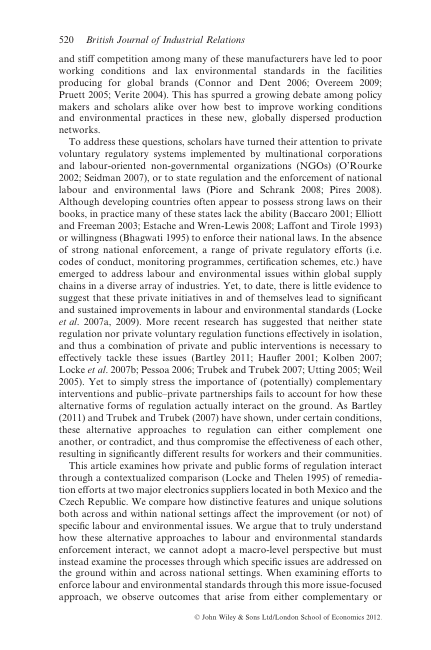 520 British Journal of Industrial Relations
and stiff competition among many of these manufacturers have led to poor
working conditions and lax environmental standards in the facilities
producing for global brands (Connor and Dent 2006; Overeem 2009;
Pruett 2005; Verite 2004). This has spurred a growing debate among policy
makers and scholars alike over how best to improve working conditions
and environmental practices in these new, globally dispersed production
networks.
To address these questions, scholars have turned their attention to private
voluntary regulatory systems implemented by multinational corporations
and labour-oriented non-governmental organizations (NGOs) (O'Rourke
2002; Seidman 2007), or to state regulation and the enforcement of national
labour and environmental laws (Piore and Schrank 2008; Pires 2008).
Although developing countries often appear to possess strong laws on their
books, in practice many of these states lack the ability (Baccaro 2001; Elliott
and Freeman 2003; Estache and Wren-Lewis 2008; Laffont and Tirole 1993)
or willingness (Bhagwati 1995) to enforce their national laws. In the absence
of strong national enforcement, a range of private regulatory efforts (i.e.
codes of conduct, monitoring programmes, certification schemes, etc.) have
emerged to address labour and environmental issues within global supply
chains in a diverse array of industries. Yet, to date, there is little evidence to
suggest that these private initiatives in and of themselves lead to significant
and sustained improvements in labour and environmental standards (Locke
et al. 2007a, 2009). More recent research has suggested that neither state
regulation nor private voluntary regulation functions effectively in isolation,
and thus a combination of private and public interventions is necessary to
effectively tackle these issues (Bartley 2011; Haufler 2001; Kolben 2007;
Locke et al. 2007b; Pessoa 2006; Trubek and Trubek 2007; Utting 2005; Weil
2005). Yet to simply stress the importance of (potentially) complementary
interventions and public–private partnerships fails to account for how these
alternative forms of regulation actually interact on the ground. As Bartley
(2011) and Trubek and Trubek (2007) have shown, under certain conditions,
these alternative approaches to regulation can either complement one
another, or contradict, and thus compromise the effectiveness of each other,
resulting in significantly different results for workers and their communities.
This article examines how private and public forms of regulation interact
through a contextualized comparison (Locke and Thelen 1995) of remedia-
tion efforts at two major electronics suppliers located in both Mexico and the
Czech Republic. We compare how distinctive features and unique solutions
both across and within national settings affect the improvement (or not) of
specific labour and environmental issues. We argue that to truly understand
how these alternative approaches to labour and environmental standards
enforcement interact, we cannot adopt a macro-level perspective but must
instead examine the processes through which specific issues are addressed on
the ground within and across national settings. When examining efforts to
enforce labour and environmental standards through this more issue-focused
approach, we observe outcomes that arise from either complementary or
© John Wiley & Sons Ltd/London School of Economics 2012.